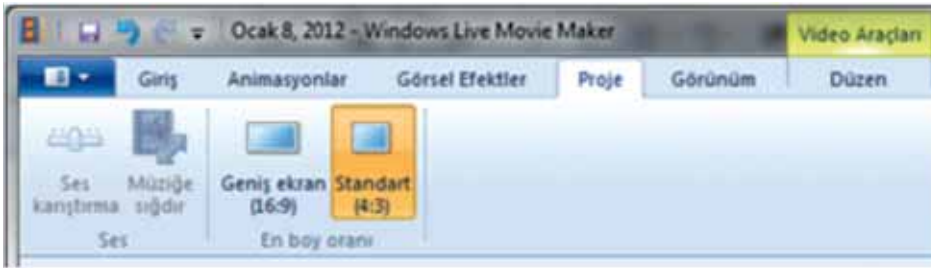 Ocak 8, 2012 - Windows Live Movie Maker
Video Araçları
Giriş Animasyonlar Görsel Efektler Proje Görünüm Düzen
Ses karıştırma
Müziğe sığdır
Geniş ekran (16:9)
Standart (4:3)
Ses
En boy oranı